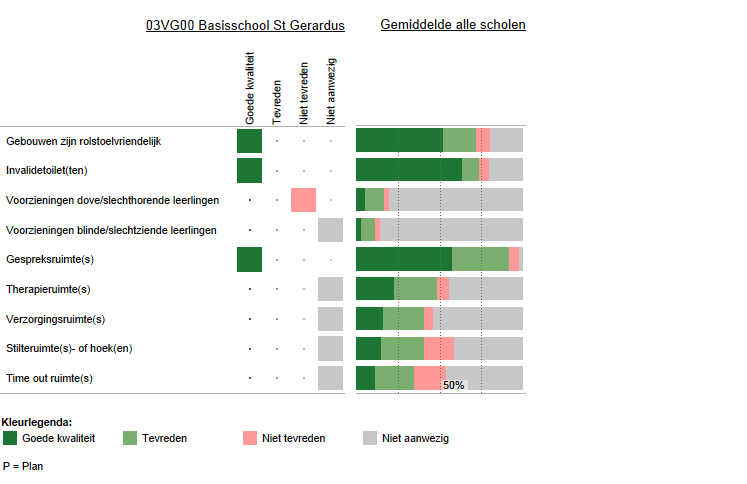 03VG00 Basisschool St Gerardus
Gemiddelde alle scholen
Goede kwaliteit
Tevreden
Niet tevreden
Niet aanwezig
Gebouwen zijn rolstoelvriendelijk
Invalidetoilet(ten)
Voorzieningen dove/slechthorende leerlingen
Voorzieningen blinde/slechtziende leerlingen
Gespreksruimte(s)
Therapieruimte(s)
Verzorgingsruimte(s)
Stilteruimte(s)- of hoek(en)
Time out ruimte(s)
50%
Kleurlegenda:
Goede kwaliteit Tevreden Niet tevreden Niet aanwezig
P = Plan